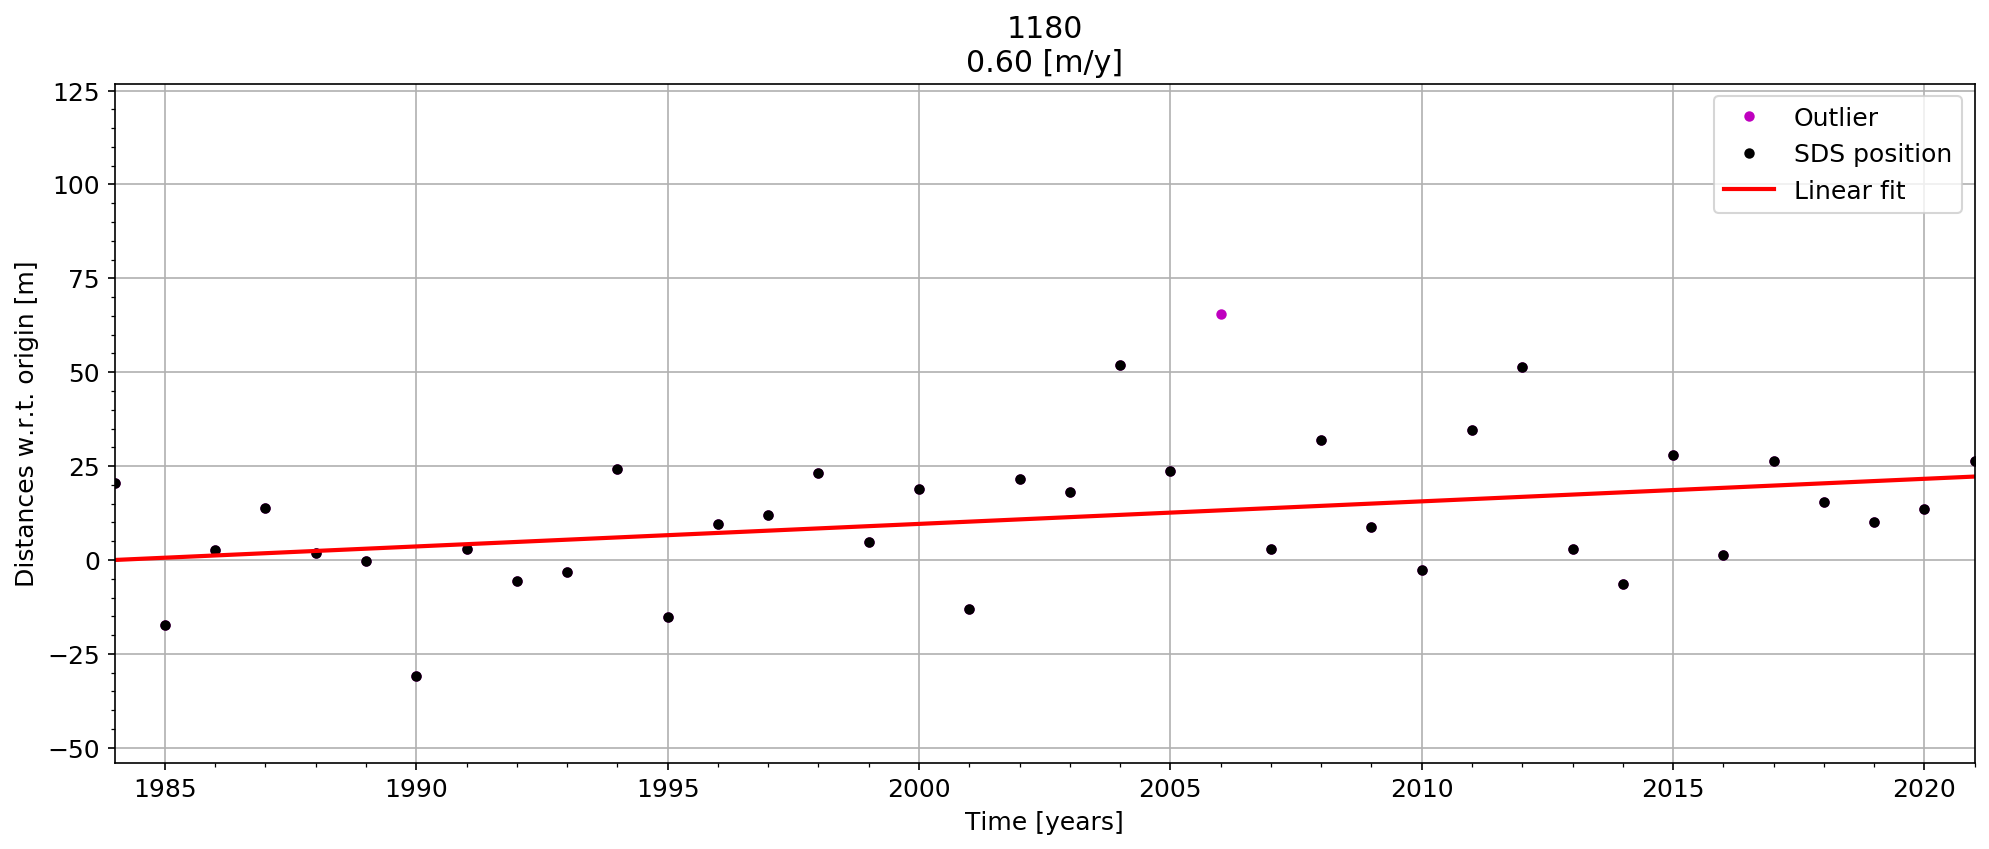 1180
0.60 [m/y]
Outlier
SDS position
Linear fit
Distances w.r.t. origin [m]
125
100
75
50
25
0
−25
−50
1985 1990 1995 2000 2005 2010 2015 2020
Time [years]